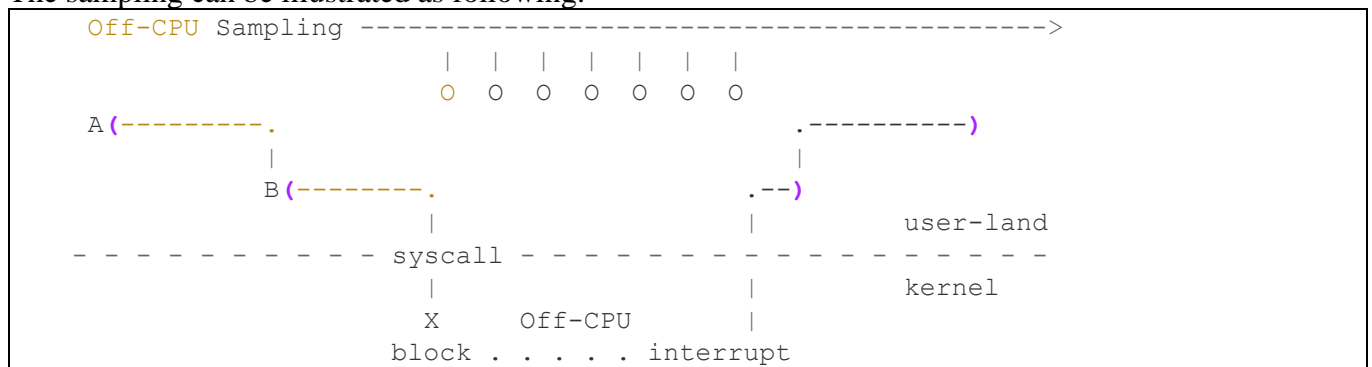 The sampling can be illustrated as following:
Off-CPU Sampling ------------------------------------------->
| | | | | | |
O O O O O O O
A(---------. .----------)
| |
B(--------. .--)
| | user-land
- - - - - - - - - - syscall - - - - - - - - - - - - - - - - -
| | kernel
X Off-CPU |
block . . . . . interrupt